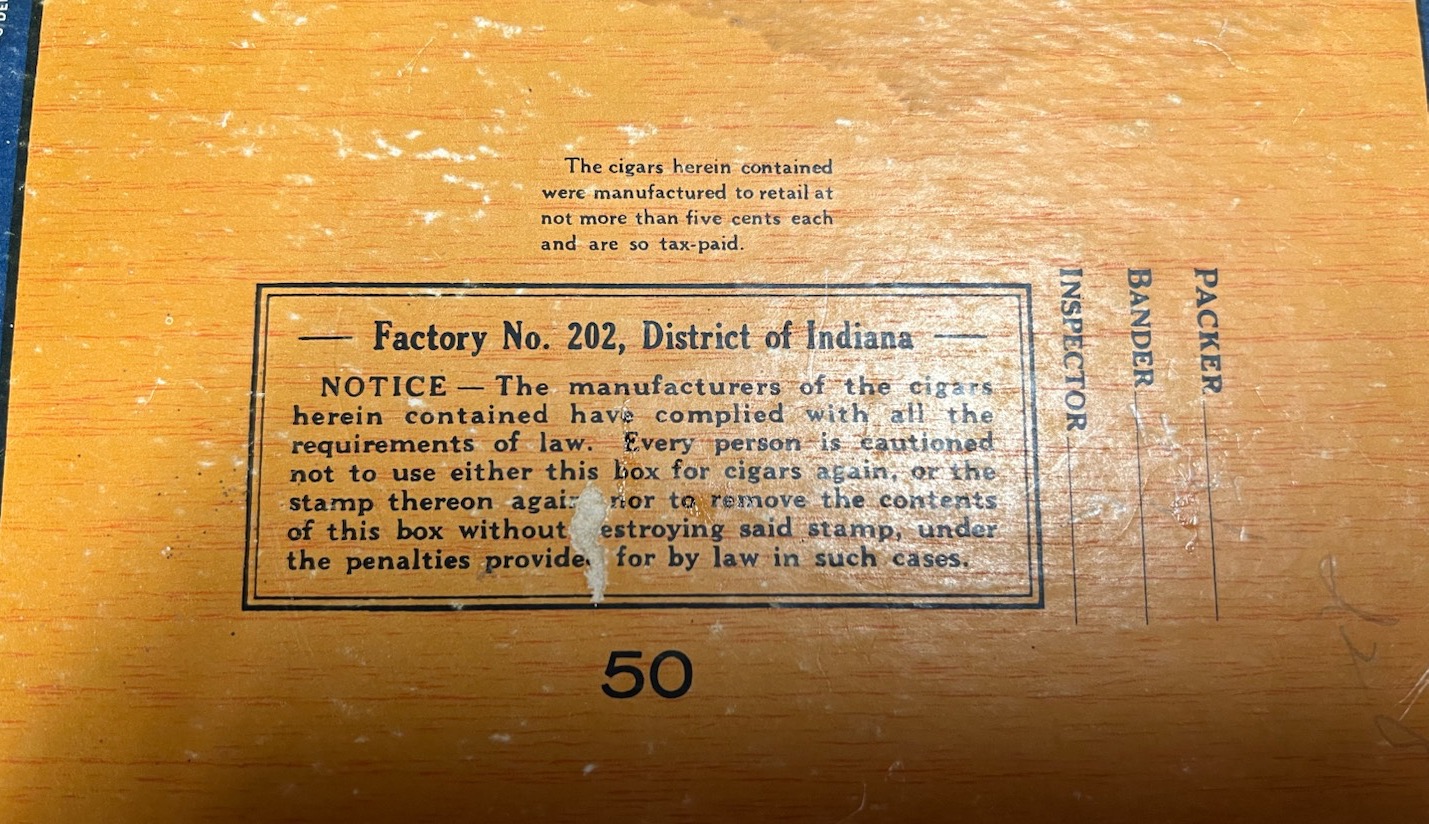 The cigars herein contained
were manufactured to retail at
not more than five cents each
and are so tax-paid.
Factory No. 202, District of Indiana
NOTICE — The manufacturers of the cigars
herein contained have complied with all the
requirements of law. Every person is cautioned
not to use either this box for cigars again, or the
stamp thereon again nor to remove the contents
of this box without destroying said stamp, under
the penalties provided for by law in such cases.
50
INSPECTOR
BANDER
PACKER